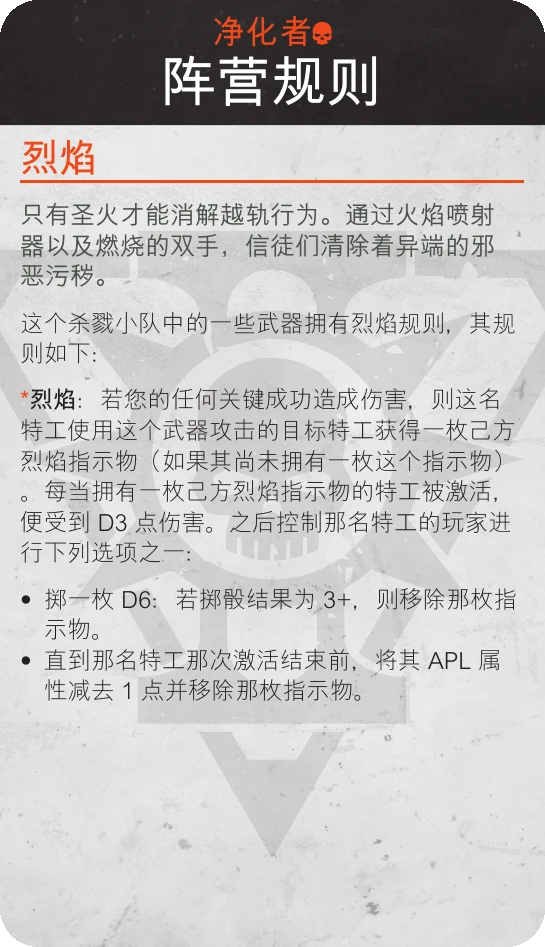 净化者
阵营规则
烈焰
只有圣火才能消解越轨行为。通过火焰喷射
器以及燃烧的双手，信徒们清除着异端的邪
恶污秽。
这个杀戮小队中的一些武器拥有烈焰规则，其规
则如下:
*烈焰：若您的任何关键成功造成伤害，则这名
特工使用这个武器攻击的目标特工获得一枚己方
烈焰指示物（如果其尚未拥有一枚这个指示物）
。每当拥有一枚己方烈焰指示物的特工被激活，
便受到 D3 点伤害。之后控制那名特工的玩家进
行下列选项之一:
• 掷一枚 D6：若掷骰结果为 3+，则移除那枚指
示物。
• 直到那名特工那次激活结束前，将其 APL 属
性减去 1 点并移除那枚指示物。